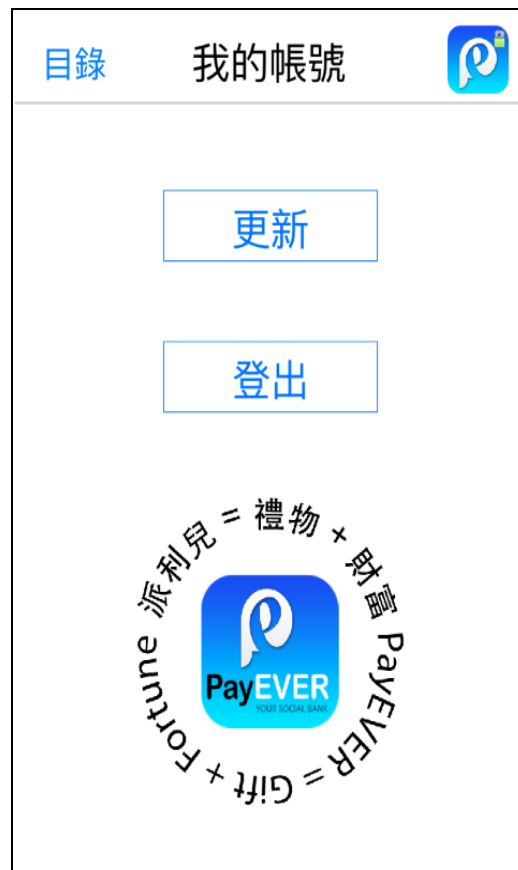 目錄
我的帳號
更新
登出
派利兒 = 禮物 + 財富 PayEVER = Gift + Fortune
PayEVER
YOUR SOCIAL BANK